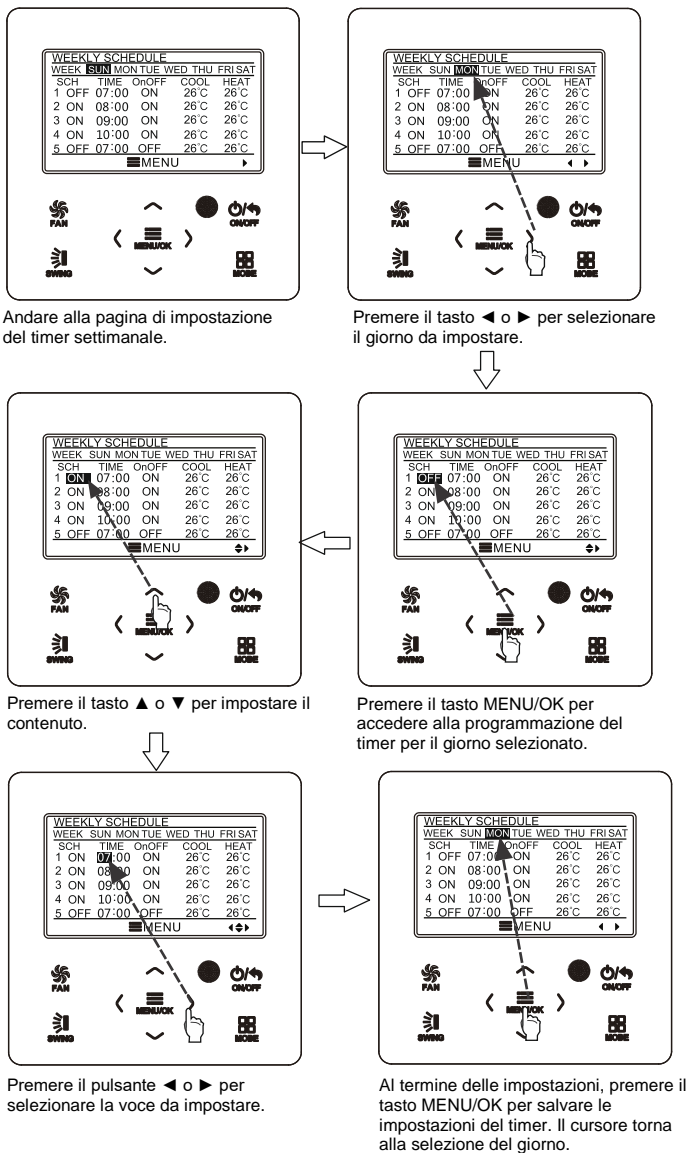 WEEKLY SCHEDULE
WEEK SUN MON TUE WED THU FRI SAT
SCH TIME OnOFF COOL HEAT
1 OFF 07:00 ON 26°C 26°C
2 ON 08:00 ON 26°C 26°C
3 ON 09:00 ON 26°C 26°C
4 ON 10:00 ON 26°C 26°C
5 OFF 07:00 OFF 26°C 26°C
MENU
FAN
MENU/OK
ON/OFF
SWING
MODE
Andare alla pagina di impostazione
del timer settimanale.
WEEKLY SCHEDULE
WEEK SUN MON TUE WED THU FRI SAT
SCH TIME OnOFF COOL HEAT
1 OFF 07:00 ON 26°C 26°C
2 ON 08:00 ON 26°C 26°C
3 ON 09:00 ON 26°C 26°C
4 ON 10:00 ON 26°C 26°C
5 OFF 07:00 OFF 26°C 26°C
MENU
FAN
MENU/OK
ON/OFF
SWING
MODE
Premere il tasto ◄ o ► per selezionare
il giorno da impostare.
WEEKLY SCHEDULE
WEEK SUN MON TUE WED THU FRI SAT
SCH TIME OnOFF COOL HEAT
1 OFF 07:00 ON 26°C 26°C
2 ON 08:00 ON 26°C 26°C
3 ON 09:00 ON 26°C 26°C
4 ON 10:00 ON 26°C 26°C
5 OFF 07:00 OFF 26°C 26°C
MENU
FAN
MENU/OK
ON/OFF
SWING
MODE
Premere il tasto MENU/OK per
accedere alla programmazione del
timer per il giorno selezionato.
WEEKLY SCHEDULE
WEEK SUN MON TUE WED THU FRI SAT
SCH TIME OnOFF COOL HEAT
1 ON 07:00 ON 26°C 26°C
2 ON 08:00 ON 26°C 26°C
3 ON 09:00 ON 26°C 26°C
4 ON 10:00 ON 26°C 26°C
5 OFF 07:00 OFF 26°C 26°C
MENU
FAN
MENU/OK
ON/OFF
SWING
MODE
Premere il tasto ▲ o ▼ per impostare il
contenuto.
WEEKLY SCHEDULE
WEEK SUN MON TUE WED THU FRI SAT
SCH TIME OnOFF COOL HEAT
1 ON 07:00 ON 26°C 26°C
2 ON 08:00 ON 26°C 26°C
3 ON 09:00 ON 26°C 26°C
4 ON 10:00 ON 26°C 26°C
5 OFF 07:00 OFF 26°C 26°C
MENU
FAN
MENU/OK
ON/OFF
SWING
MODE
Premere il pulsante ◄ o ► per
selezionare la voce da impostare.
WEEKLY SCHEDULE
WEEK SUN MON TUE WED THU FRI SAT
SCH TIME OnOFF COOL HEAT
1 OFF 07:00 ON 26°C 26°C
2 ON 08:00 ON 26°C 26°C
3 ON 09:00 ON 26°C 26°C
4 ON 10:00 ON 26°C 26°C
5 OFF 07:00 OFF 26°C 26°C
MENU
FAN
MENU/OK
ON/OFF
SWING
MODE
Al termine delle impostazioni, premere il
tasto MENU/OK per salvare le
impostazioni del timer. Il cursore torna
alla selezione del giorno.